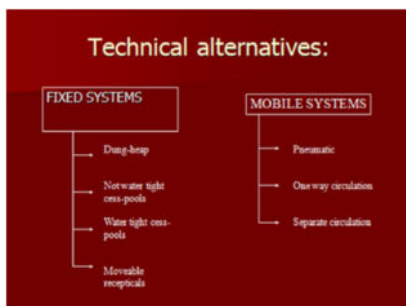 Technical alternatives:
FIXED SYSTEMS
Dung-heap
Not water tight
cess-pools
Water tight cess-
pools
Moveable
recepticals
MOBILE SYSTEMS
Pneumatic
One way circulation
Separate circulation